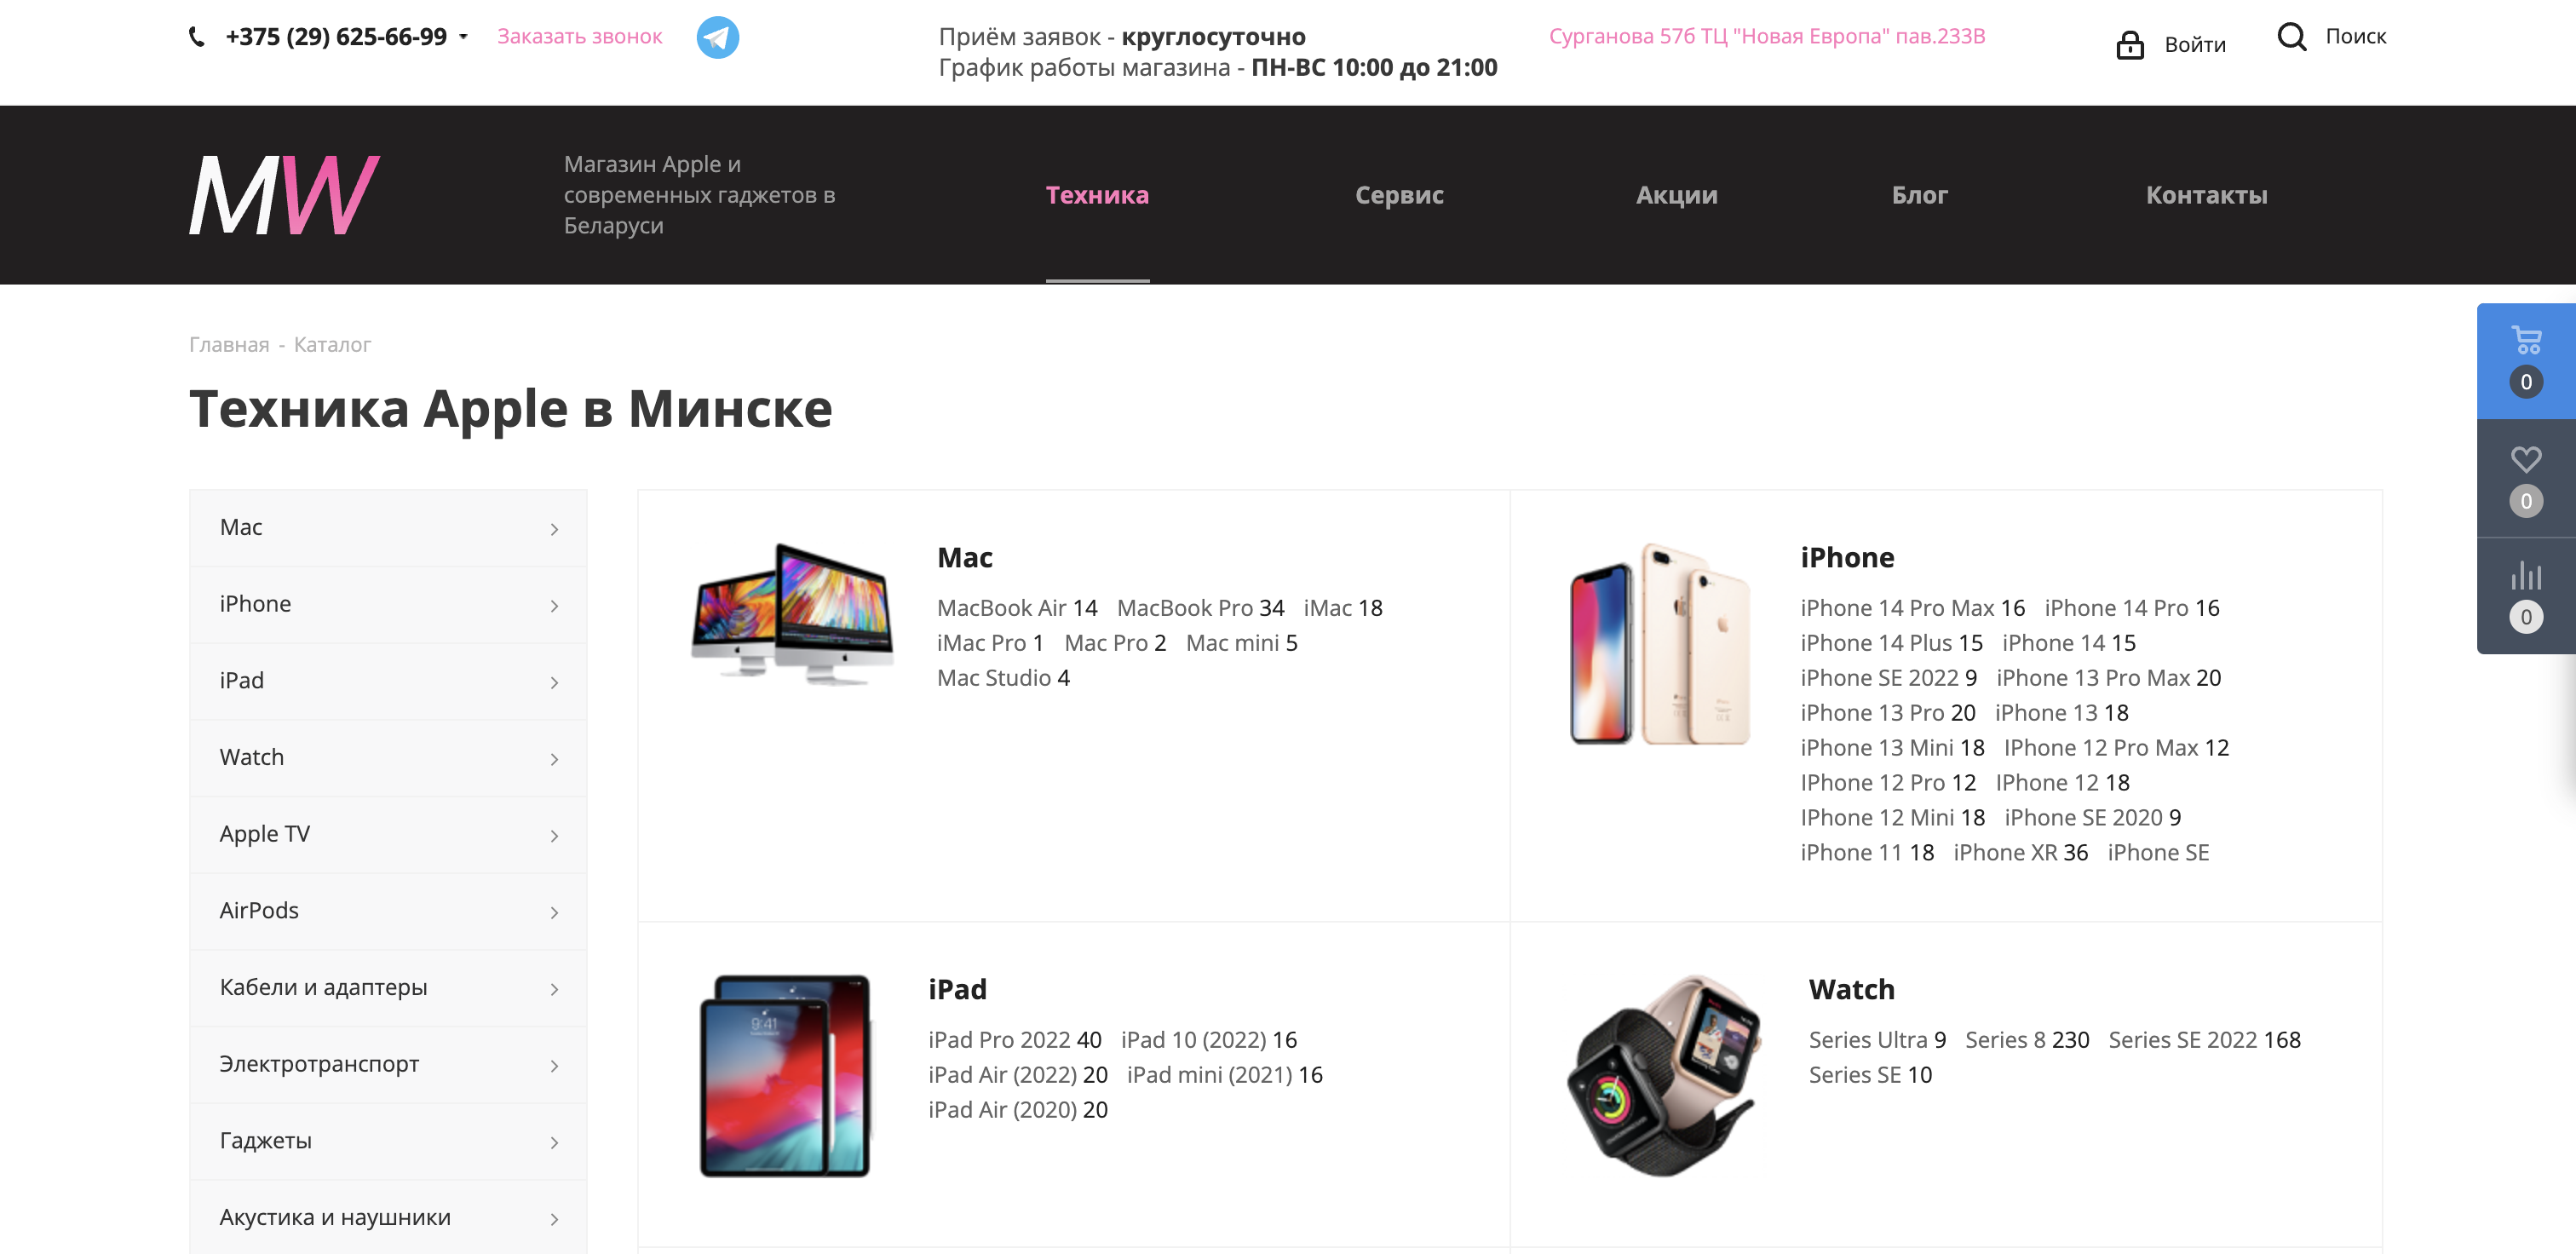 +375 (29) 625-66-99
Заказать звонок
Приём заявок - круглосуточно
График работы магазина - ПН-ВС 10:00 до 21:00
Сурганова 57б ТЦ "Новая Европа" пав.233В
Войти
Поиск
MW
Магазин Apple и
современных гаджетов в
Беларуси
Техника
Сервис
Акции
Блог
Контакты
Главная - Каталог
Техника Apple в Минске
0
0
0
Mac
iPhone
iPad
Watch
Apple TV
AirPods
Кабели и адаптеры
Электротранспорт
Гаджеты
Акустика и наушники
Mac
MacBook Air 14 MacBook Pro 34 iMac 18
iMac Pro 1 Mac Pro 2 Mac mini 5
Mac Studio 4
iPhone
iPhone 14 Pro Max 16 iPhone 14 Pro 16
iPhone 14 Plus 15 iPhone 14 15
iPhone SE 2022 9 iPhone 13 Pro Max 20
iPhone 13 Pro 20 iPhone 13 18
iPhone 13 Mini 18 IPhone 12 Pro Max 12
IPhone 12 Pro 12 IPhone 12 18
IPhone 12 Mini 18 iPhone SE 2020 9
iPhone 11 18 iPhone XR 36 iPhone SE
9:41
iPad
iPad Pro 2022 40 iPad 10 (2022) 16
iPad Air (2022) 20 iPad mini (2021) 16
iPad Air (2020) 20
Watch
Series Ultra 9 Series 8 230 Series SE 2022 168
Series SE 10